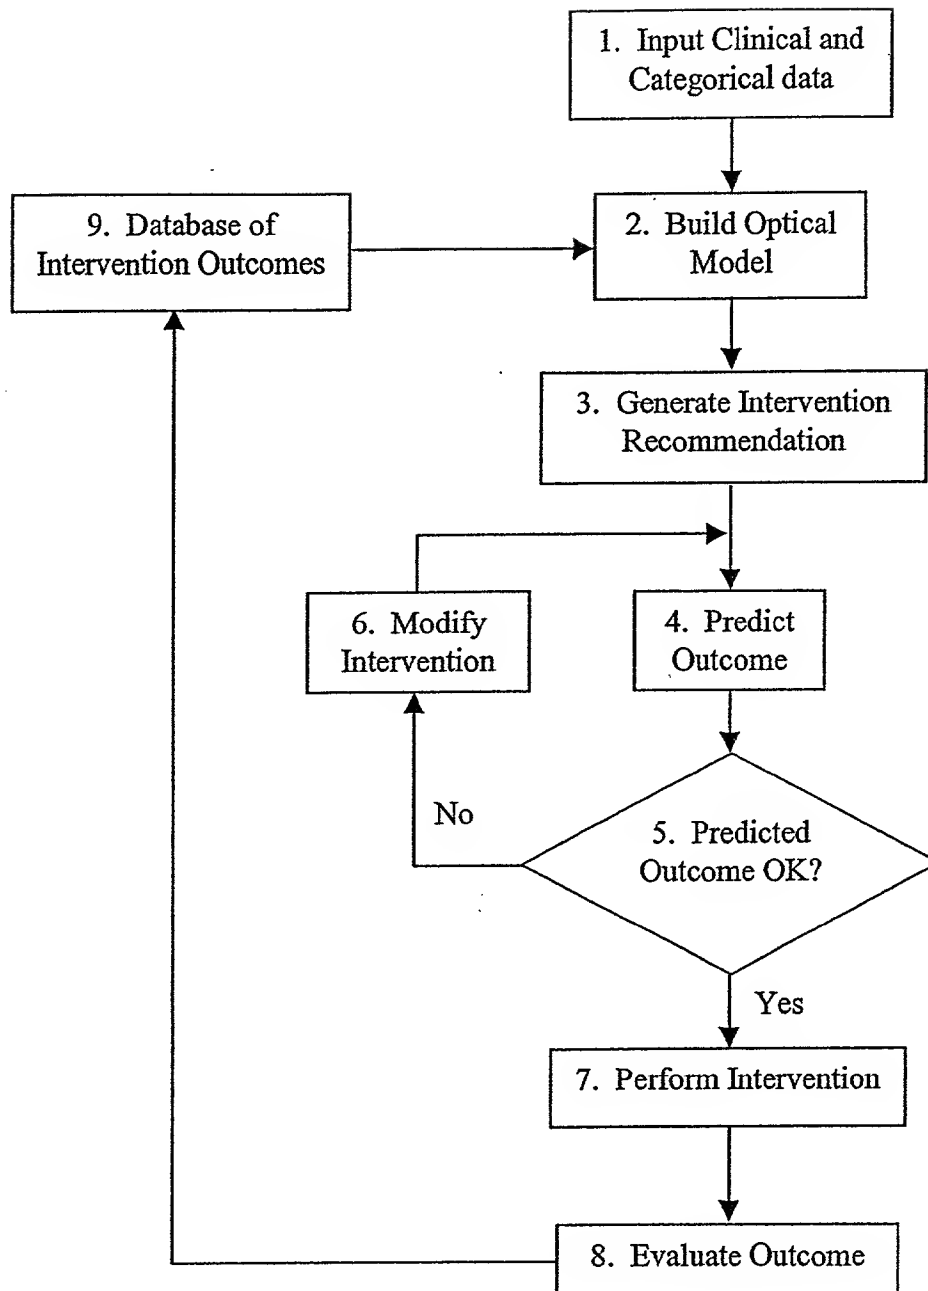 1. Input Clinical and
Categorical data
9. Database of
Intervention Outcomes
2. Build Optical
Model
3. Generate Intervention
Recommendation
6. Modify
Intervention
4. Predict
Outcome
No
5. Predicted
Outcome OK?
Yes
7. Perform Intervention
8. Evaluate Outcome